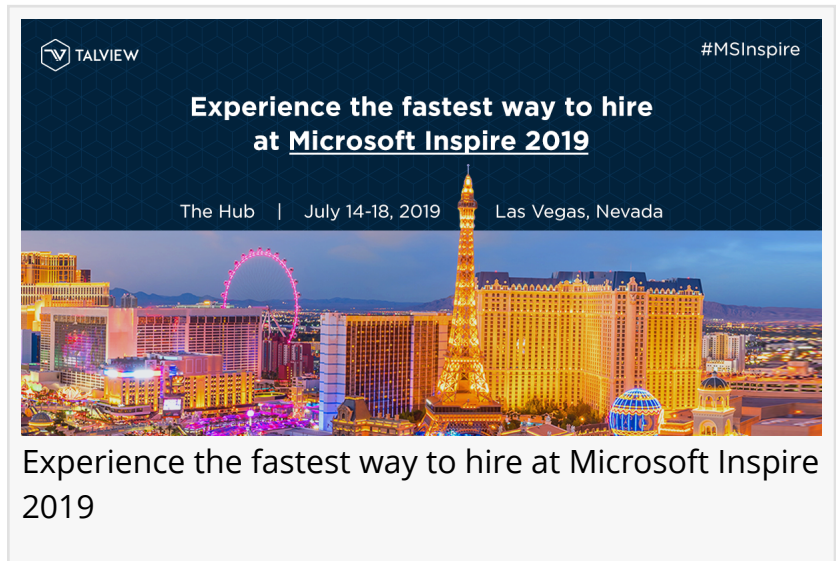 TALVIEW
#MSInspire
Experience the fastest way to hire
at Microsoft Inspire 2019
The Hub | July 14-18, 2019 Las Vegas, Nevada
Experience the fastest way to hire at Microsoft Inspire
2019